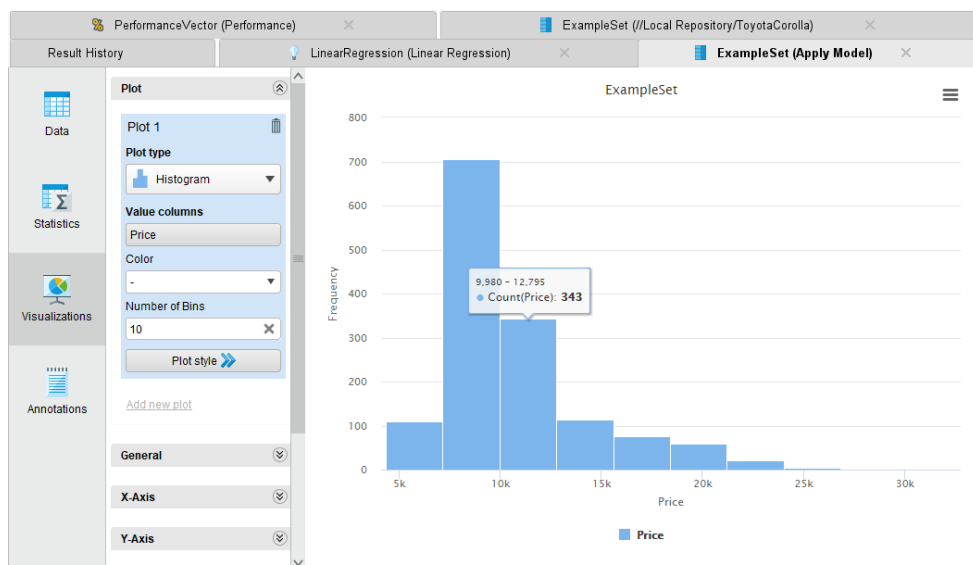 PerformanceVector (Performance)
ExampleSet (//Local Repository/ToyotaCorolla)
Result History
LinearRegression (Linear Regression)
ExampleSet (Apply Model)
Data
Statistics
Visualizations
Annotations
Plot
Plot 1
Plot type
Histogram
Value columns
Price
Color
-
Number of Bins
10
Plot style
Add new plot
General
X-Axis
Y-Axis
ExampleSet
Frequency
800
700
600
500
400
300
200
100
0
9,980 - 12,795
Count(Price): 343
5k 10k 15k 20k 25k 30k
Price
Price